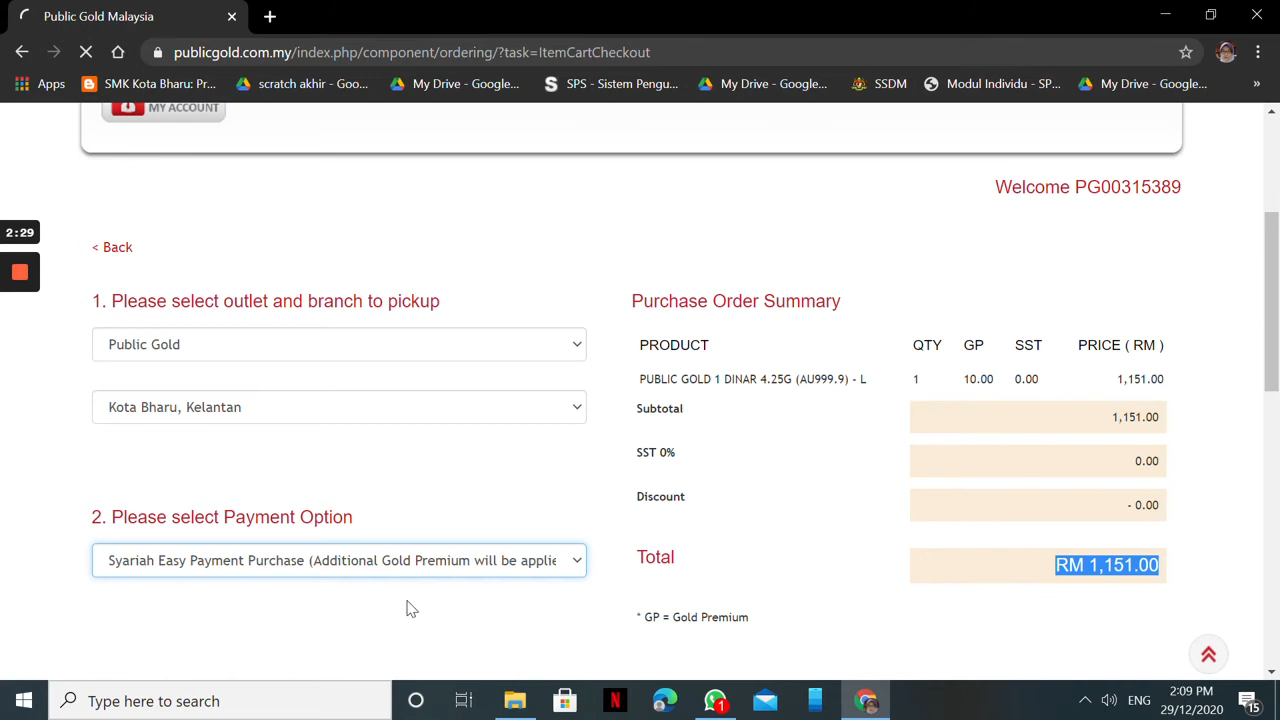 Public Gold Malaysia
publicgold.com.my/index.php/component/ordering/?task=ItemCartCheckout
Apps SMK Kota Bharu: Pr... scratch akhir - Goo... My Drive - Google... SPS - Sistem Pengu... My Drive - Google... SSDM Modul Individu - SP... My Drive - Google... »
MY ACCOUNT
Welcome PG00315389
2:29
< Back
1. Please select outlet and branch to pickup
Public Gold
Kota Bharu, Kelantan
2. Please select Payment Option
Syariah Easy Payment Purchase (Additional Gold Premium will be applie
Purchase Order Summary
PRODUCT QTY GP SST PRICE ( RM )
PUBLIC GOLD 1 DINAR 4.25G (AU999.9) - L 1 10.00 0.00 1,151.00
Subtotal 1,151.00
SST 0% 0.00
Discount - 0.00
Total RM 1,151.00
* GP = Gold Premium
Type here to search
N
1
ENG
2:09 PM
29/12/2020
15